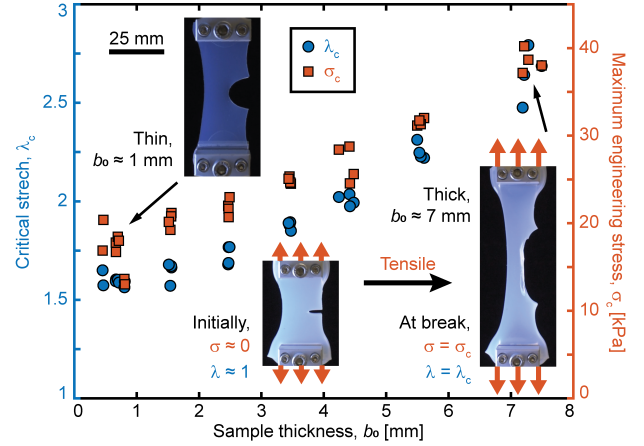 25 mm
λc
σc
Thin,
b₀ ≈ 1 mm
Thick,
b₀ ≈ 7 mm
Tensile
Initially,
σ ≈ 0
λ ≈ 1
At break,
σ = σc
λ = λc
3
2.5
2
1.5
1
Critical strech, λc
0 1 2 3 4 5 6 7 8
Sample thickness, b₀ [mm]
40
30
20
10
0
Maximum engineering stress, σc [kPa]